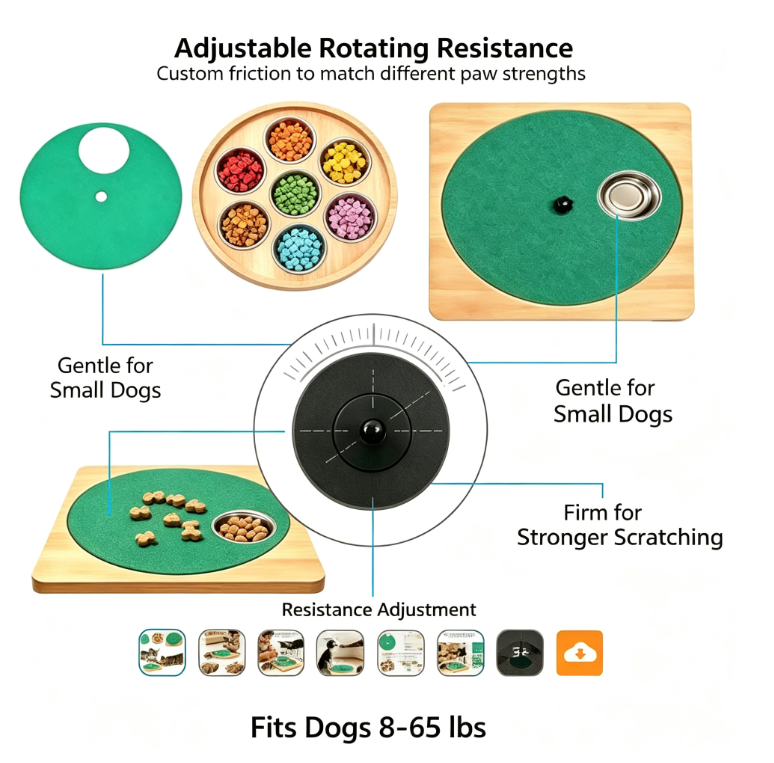 Adjustable Rotating Resistance
Custom friction to match different paw strengths
Gentle for
Small Dogs
Gentle for
Small Dogs
Firm for
Stronger Scratching
Resistance Adjustment
Fits Dogs 8-65 lbs